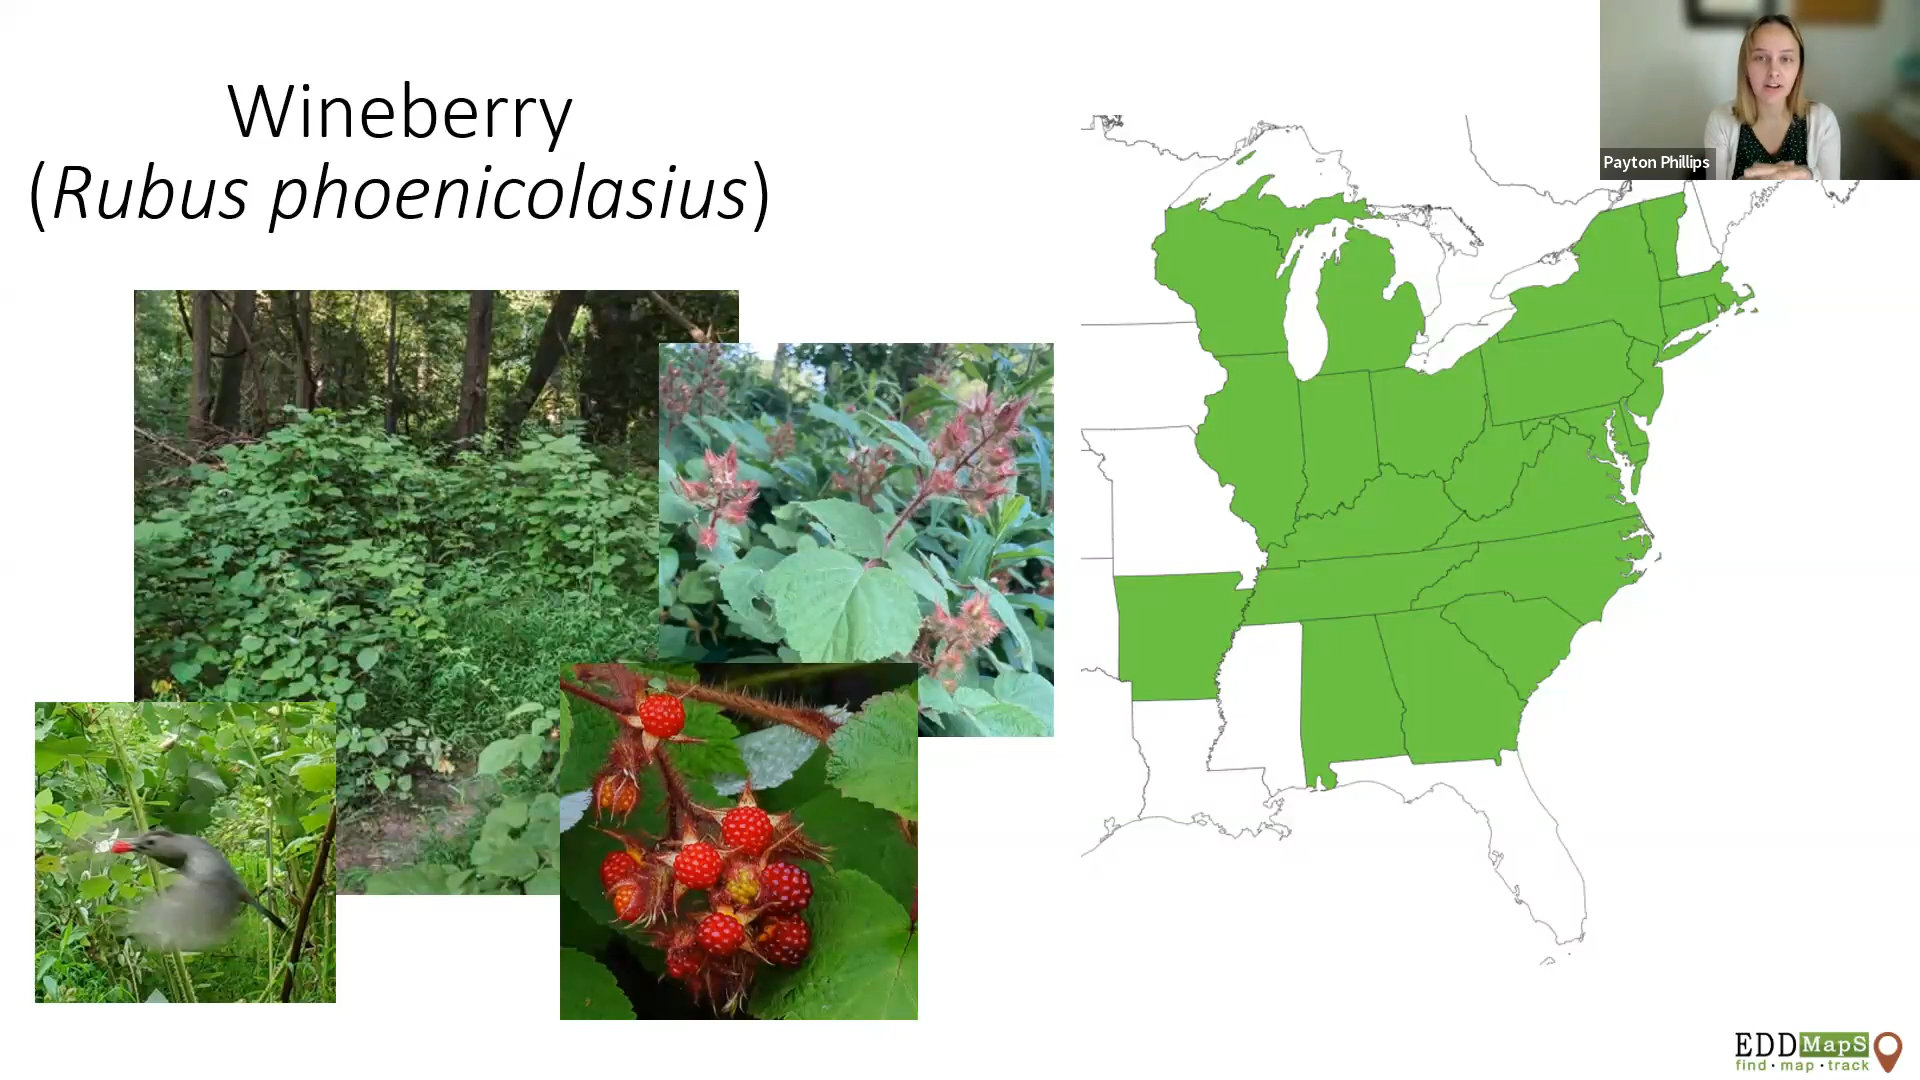 Wineberry
(Rubus phoenicolasius)
Payton Phillips
EDDMapS
find · map · track